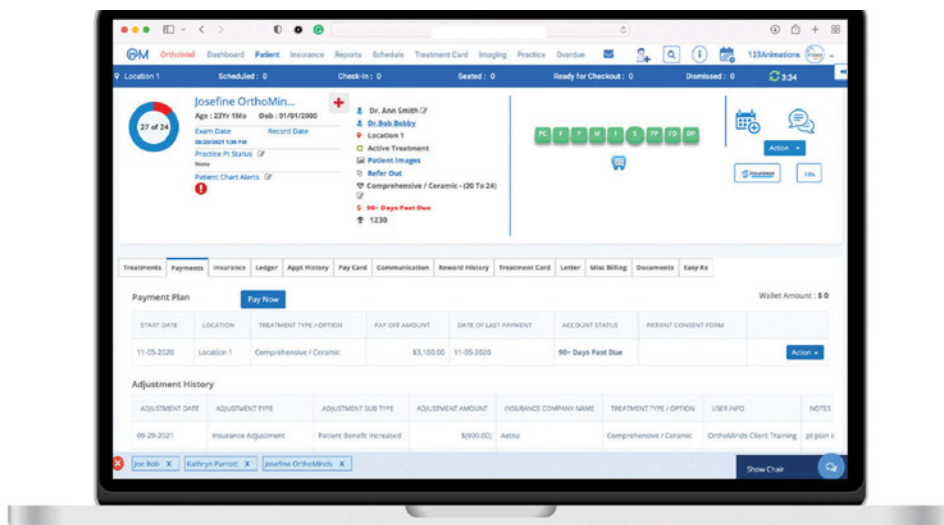 OrthoIntel Dashboard Patient Insurance Reports Schedule Treatment Card Imaging Practice Overdue 123Animations
Location 1 Scheduled : 0 Check-In : 0 Seated : 0 Ready for Checkout : 0 Dismissed : 0 3:34
27 of 24
Josefine OrthoMin...
Age : 23Yr 1Mo Dob : 01/01/2000
Exam Date Record Date
Practice Pt Status
None
Patient Chart Alerts
Dr. Ann Smith
Dr.Bob Bobby
Location 1
Active Treatment
Patient Images
Refer Out
Comprehensive / Ceramic - (20 To 24)
$ 90+ Days Past Due
1230
PC F P M I S PP FD DP
Action
Insurance
Treatments Payments Insurance Ledger Appt History Pay Card Communication Reward History Treatment Card Letter Misc Billing Documents Easy Rx
Payment Plan Pay Now Wallet Amount : $ 0
START DATE LOCATION TREATMENT TYPE / OPTION PAY OFF AMOUNT DATE OF LAST PAYMENT ACCOUNT STATUS PATIENT CONSENT FORM
11-05-2020 Location 1 Comprehensive / Ceramic $3,100.00 11-05-2020 90+ Days Past Due Action
Adjustment History
ADJUSTMENT DATE ADJUSTMENT TYPE ADJUSTMENT SUB TYPE ADJUSTMENT AMOUNT INSURANCE COMPANY NAME TREATMENT TYPE / OPTION USER INFO NOTES
09-29-2021 Insurance Adjustment Patient Benefit Increased $(900.00) Aetna Comprehensive / Ceramic OrthoMinds Client Training pt plan i
Joe Bob X Kathryn Parrott X Josefine OrthoMinds X Show Chair